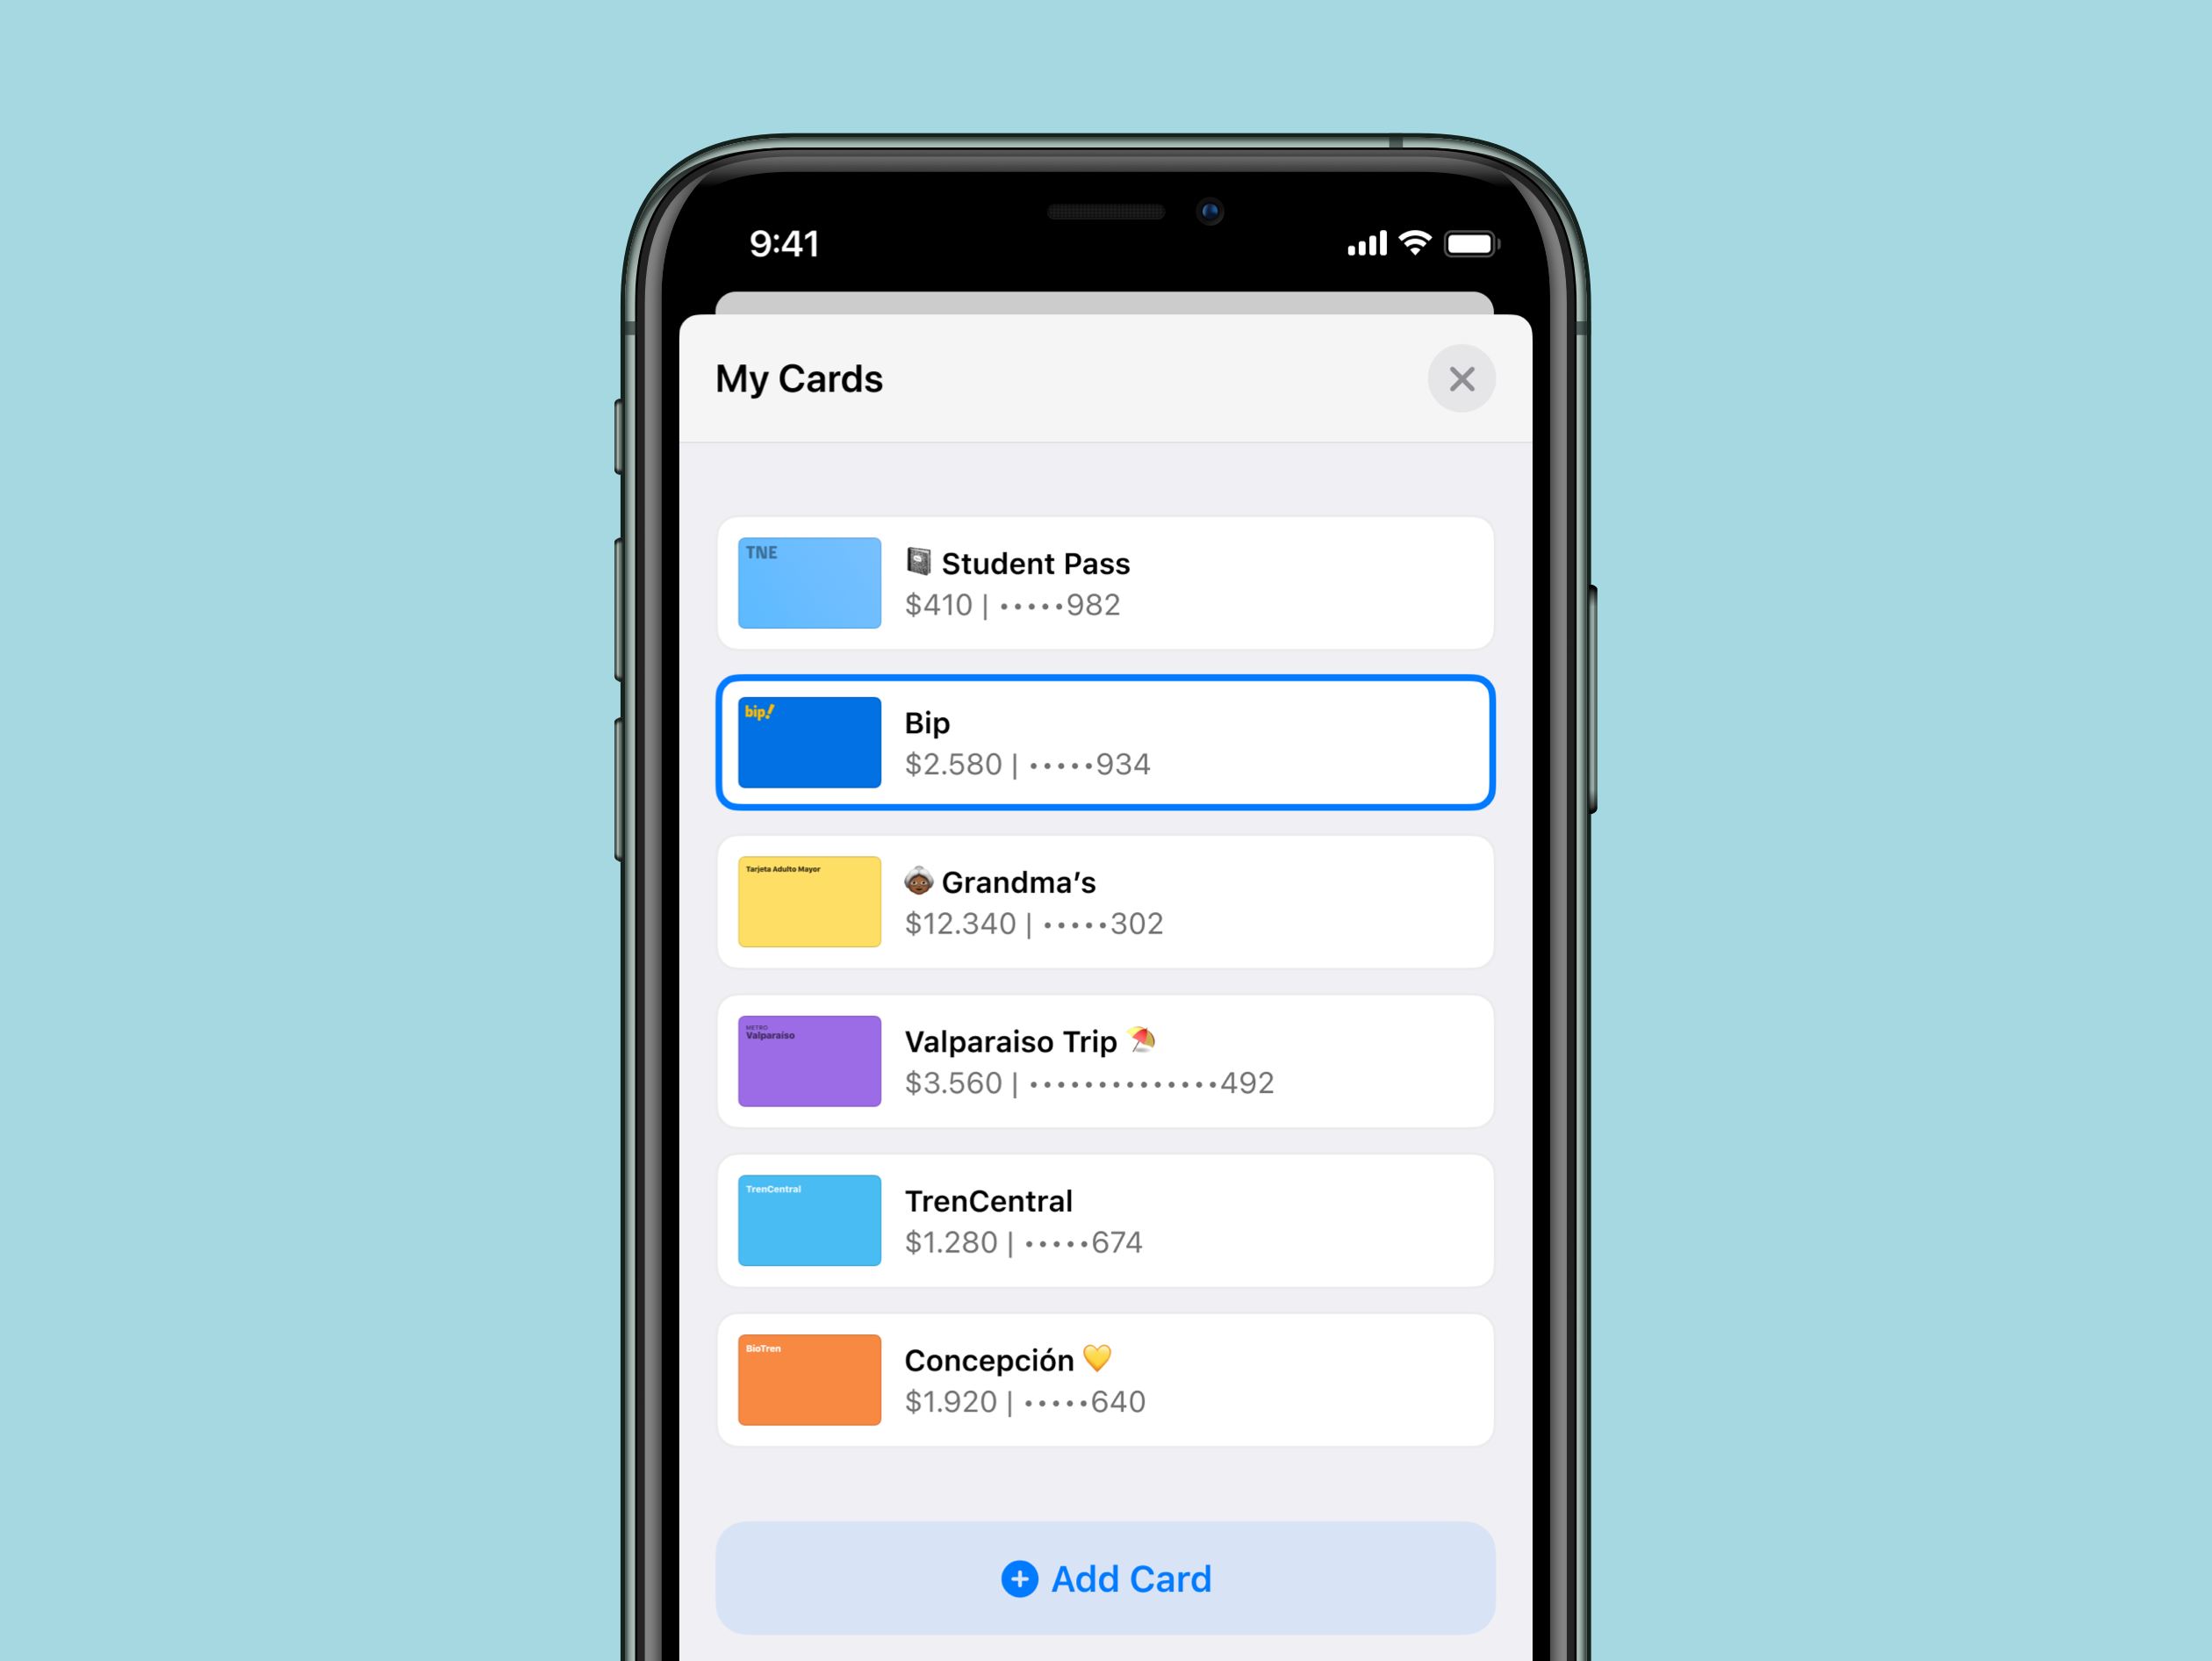 9:41
My Cards
TNE
📓 Student Pass
$410 | •••••982
bip!
Bip
$2.580 | •••••934
Tarjeta Adulto Mayor
👵🏾 Grandma’s
$12.340 | •••••302
METRO
Valparaíso
Valparaiso Trip ⛱️
$3.560 | ••••••••••••••492
TrenCentral
TrenCentral
$1.280 | •••••674
BioTren
Concepción 💛
$1.920 | •••••640
Add Card